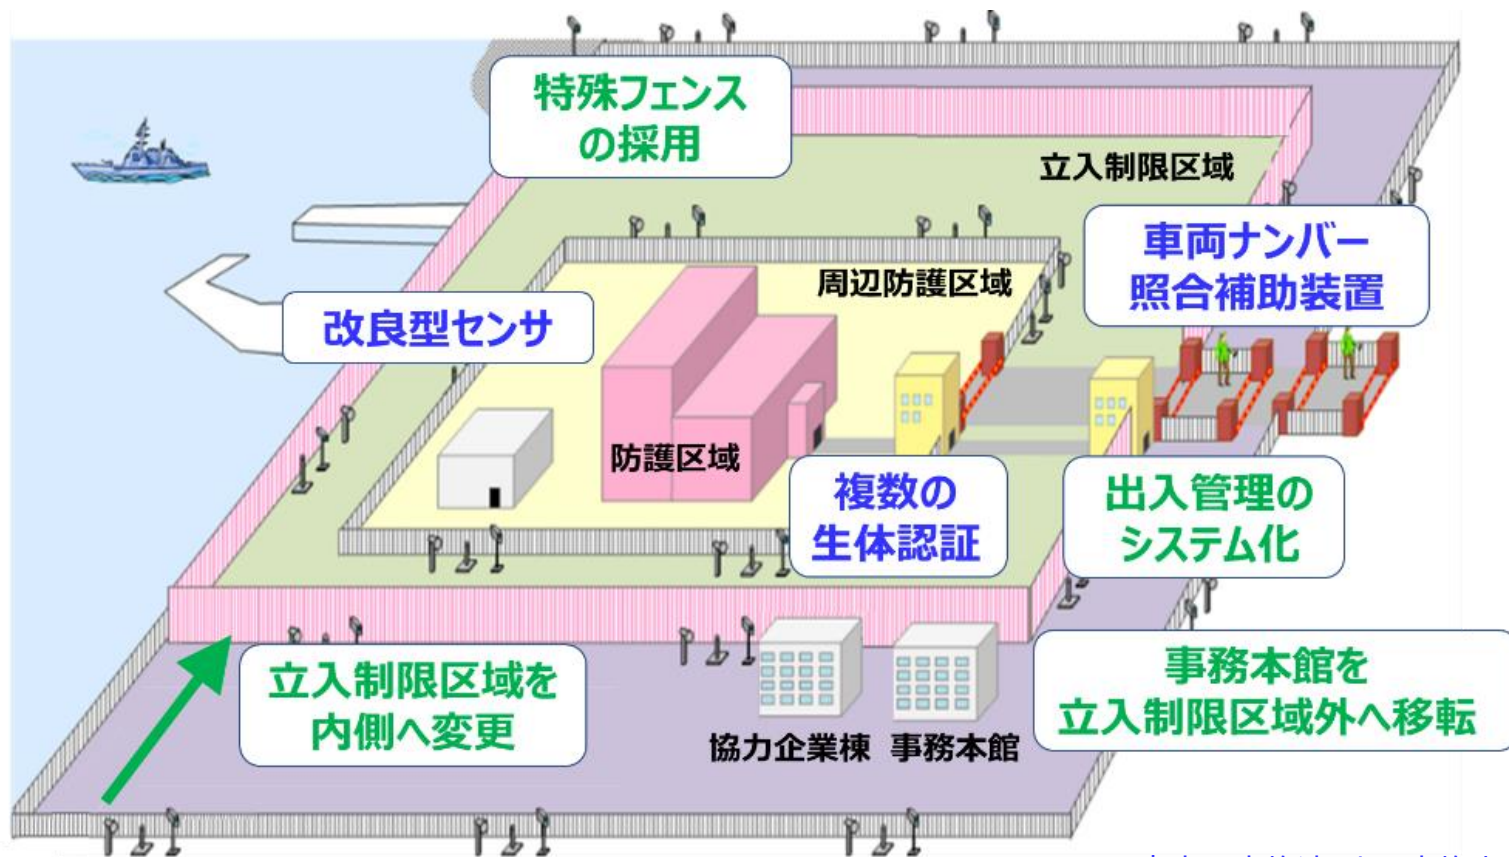 特殊フェンス
の採用
立入制限区域
車両ナンバー
照合補助装置
周辺防護区域
改良型センサ
防護区域
複数の
生体認証
出入管理の
システム化
立入制限区域を
内側へ変更
事務本館を
立入制限区域外へ移転
協力企業棟
事務本館